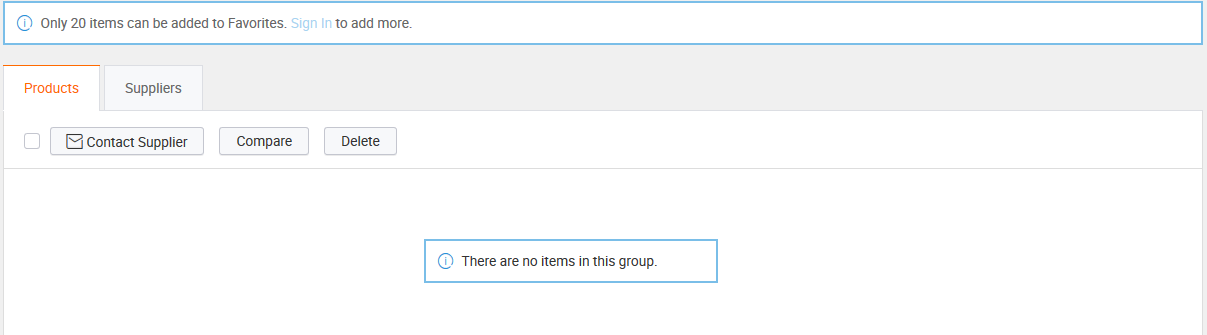 Only 20 items can be added to Favorites. Sign In to add more.
Products
Suppliers
Contact Supplier
Compare
Delete
There are no items in this group.